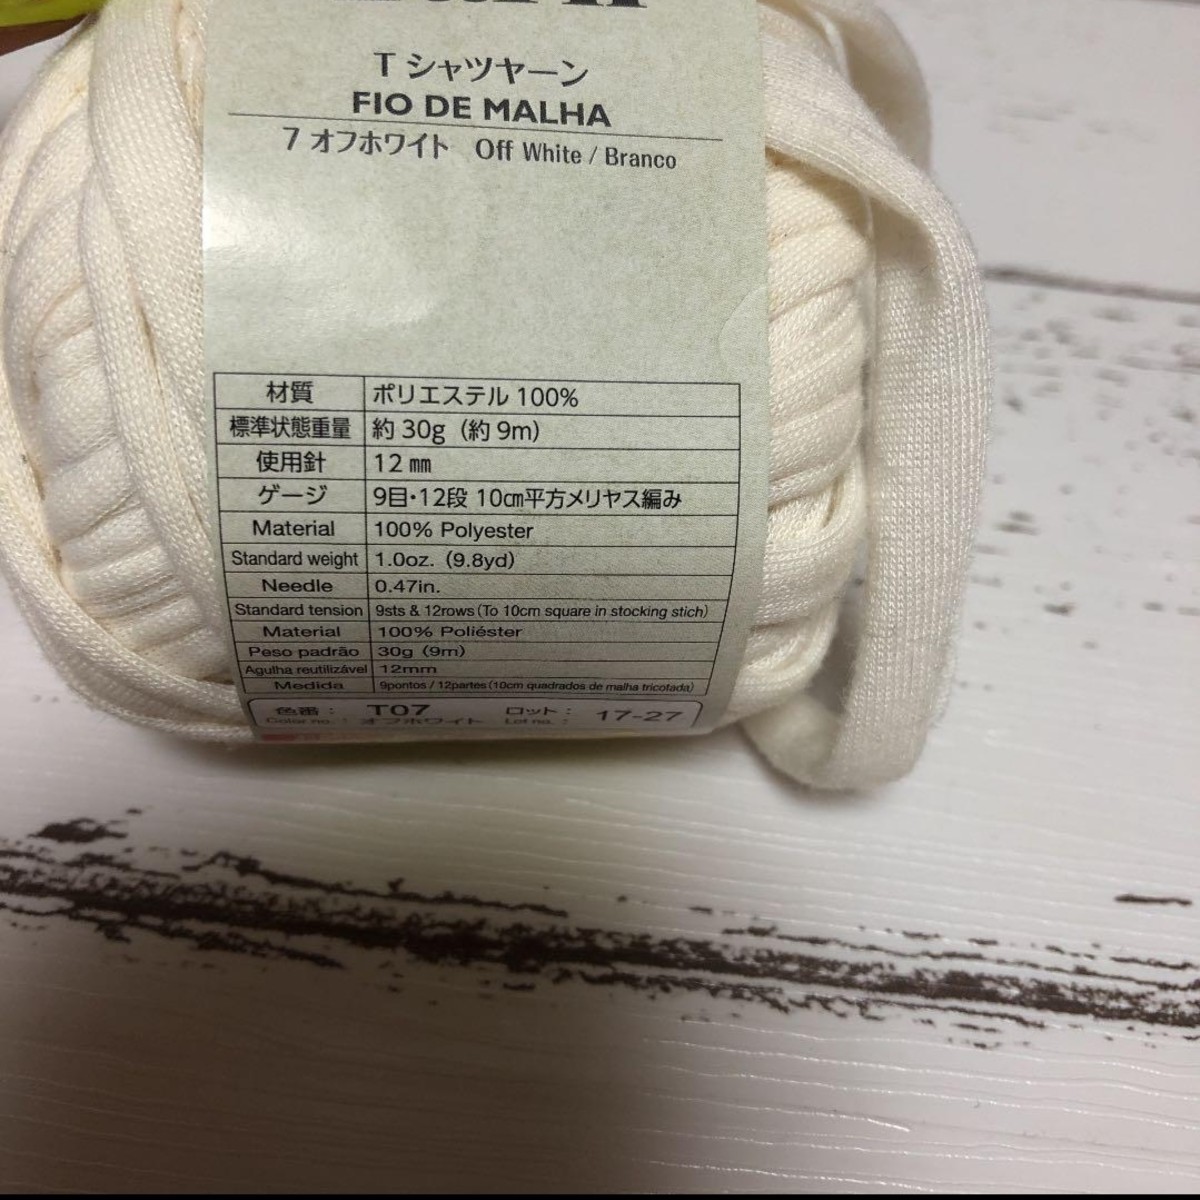 T シャツヤーン
FIO DE MALHA
7 オフホワイト Off White / Branco
材質 ポリエステル 100%
標準状態重量 約 30g (約 9m)
使用針 12 ㎜
ゲージ 9目・12段 10㎝平方メリヤス編み
Material 100% Polyester
Standard weight 1.0oz. (9.8yd)
Needle 0.47in.
Standard tension 9sts & 12rows (To 10cm square in stocking stich)
Material 100% Poliéster
Peso padrão 30g (9m)
Agulha reutilizável 12mm
Medida 9pontos / 12partes (10cm quadrados de malha tricotada)
色番: T07 ロット: 17-27
Color no.: オフホワイト Lot no.: